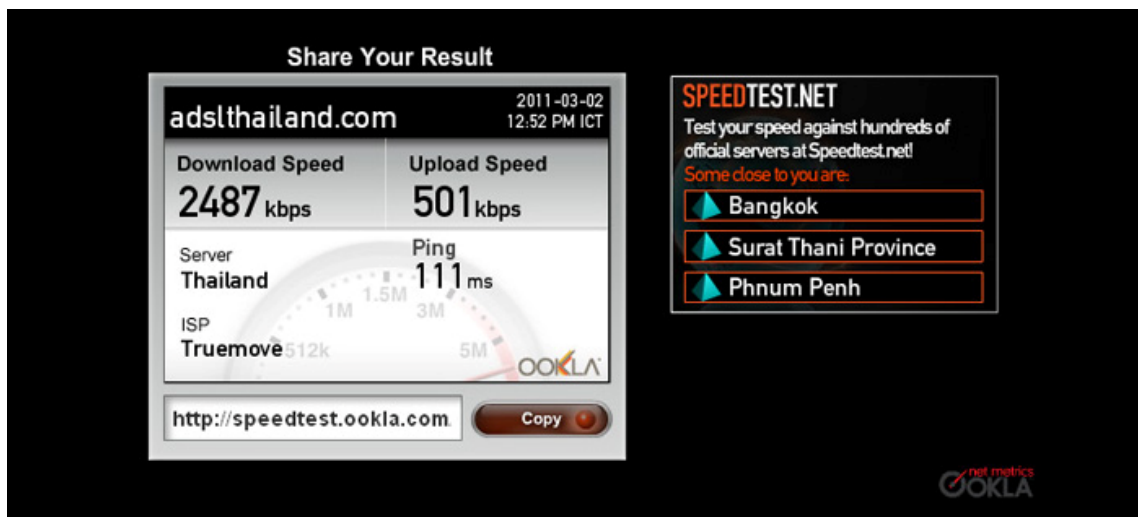 Share Your Result
adslthailand.com
2011-03-02
12:52 PM ICT
Download Speed
2487 kbps
Upload Speed
501 kbps
Server
Thailand
Ping
111 ms
ISP
Truemove
512k
1M
1.5M
3M
5M
OOKLA
http://speedtest.ookla.com
Copy
SPEEDTEST.NET
Test your speed against hundreds of
official servers at Speedtest.net!
Some close to you are:
Bangkok
Surat Thani Province
Phnum Penh
net metrics
OOKLA